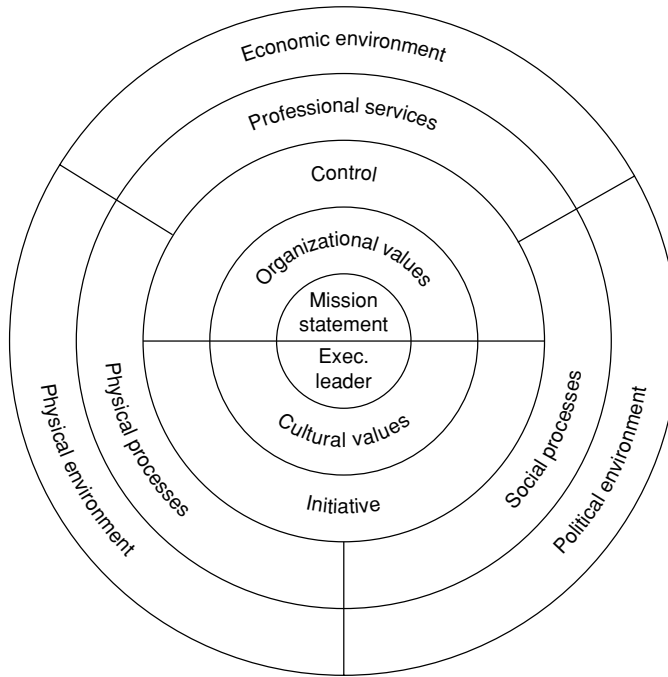 Economic environment
Professional services
Control
Organizational values
Mission
statement
Exec.
leader
Cultural values
Initiative
Physical processes
Physical environment
Social processes
Political environment